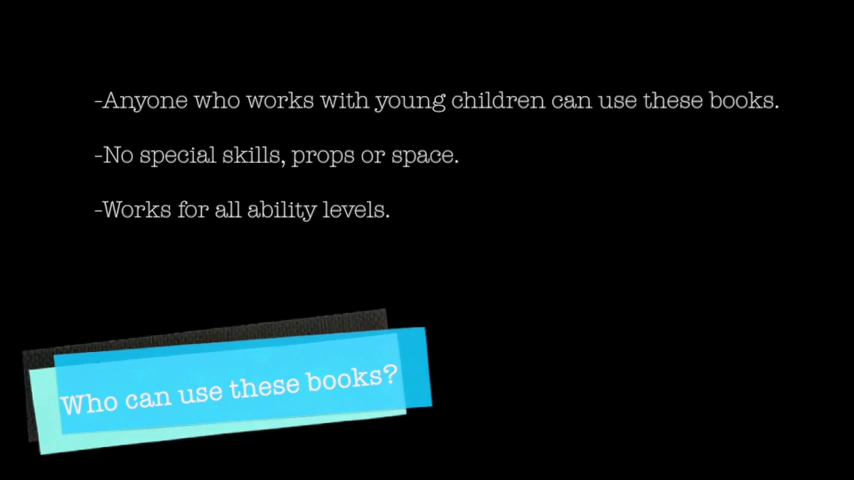 -Anyone who works with young children can use these books.
-No special skills, props or space.
-Works for all ability levels.
Who can use these books?